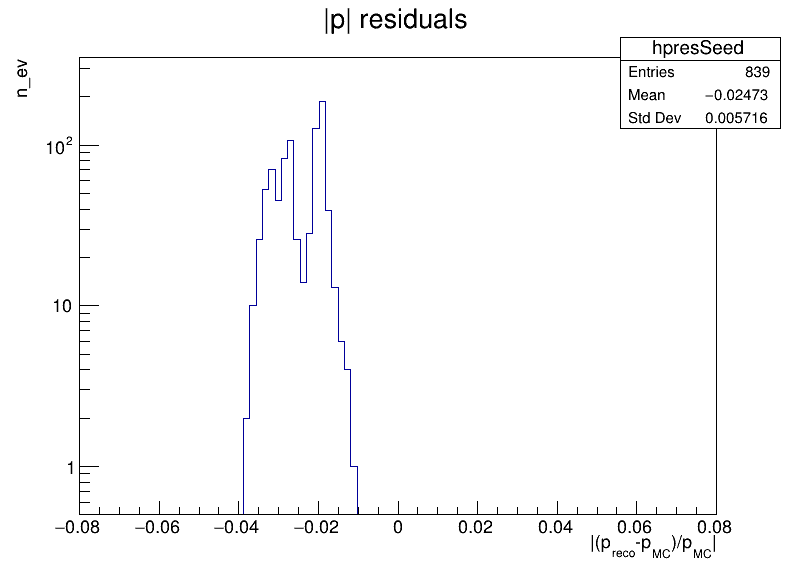 |p| residuals
hpresSeed
Entries 839
Mean −0.02473
Std Dev 0.005716
n_ev
10²
10
1
−0.08 −0.06 −0.04 −0.02 0 0.02 0.04 0.06 0.08
|(p_reco-p_MC)/p_MC|